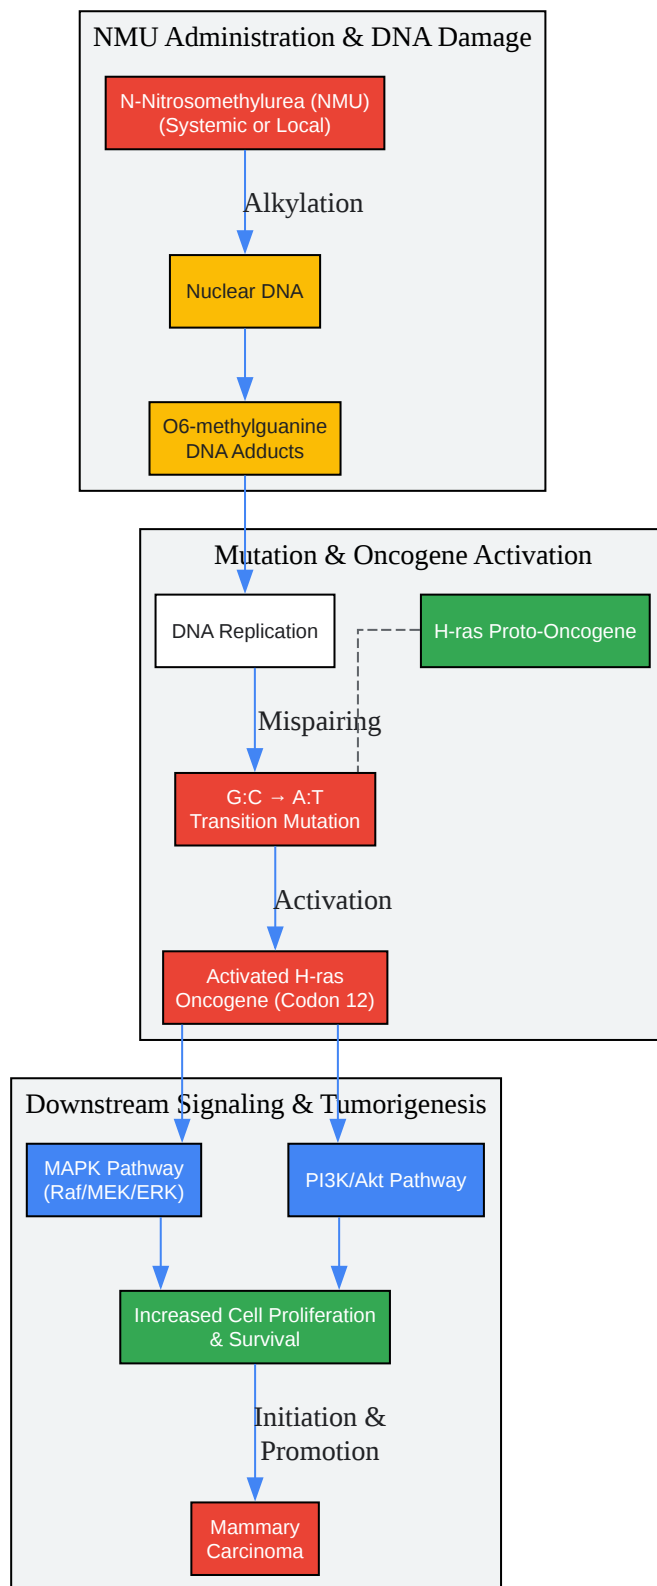 NMU Administration & DNA Damage
N-Nitrosomethylurea (NMU)
(Systemic or Local)
Alkylation
Nuclear DNA
O6-methylguanine
DNA Adducts
Mutation & Oncogene Activation
DNA Replication
H-ras Proto-Oncogene
Mispairing
G:C → A:T
Transition Mutation
Activation
Activated H-ras
Oncogene (Codon 12)
Downstream Signaling & Tumorigenesis
MAPK Pathway
(Raf/MEK/ERK)
PI3K/Akt Pathway
Increased Cell Proliferation
& Survival
Initiation &
Promotion
Mammary
Carcinoma